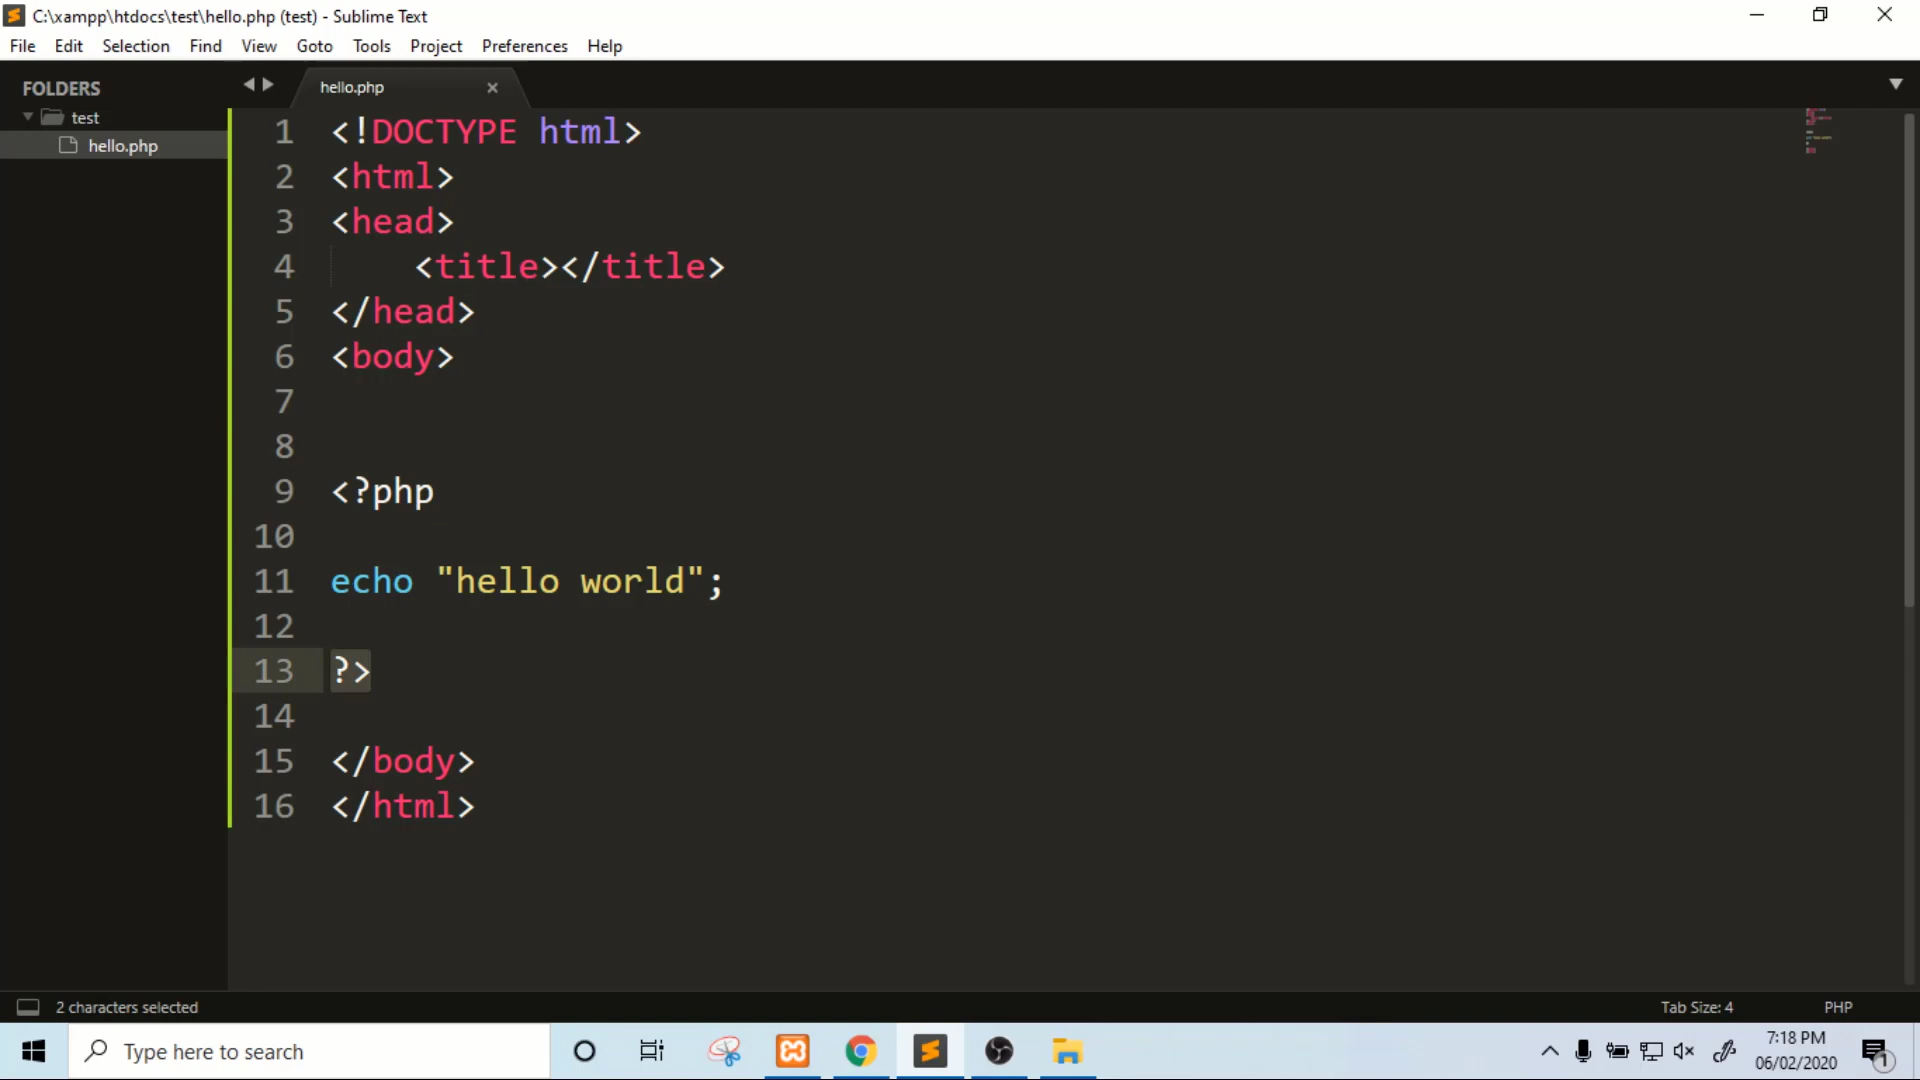 C:\xampp\htdocs\test\hello.php (test) - Sublime Text
File Edit Selection Find View Goto Tools Project Preferences Help
FOLDERS
test
hello.php
hello.php
1 <!DOCTYPE html>
2 <html>
3 <head>
4 <title></title>
5 </head>
6 <body>
7
8
9 <?php
10
11 echo "hello world";
12
13 ?>
14
15 </body>
16 </html>
2 characters selected
Tab Size: 4
PHP
Type here to search
7:18 PM
06/02/2020
1